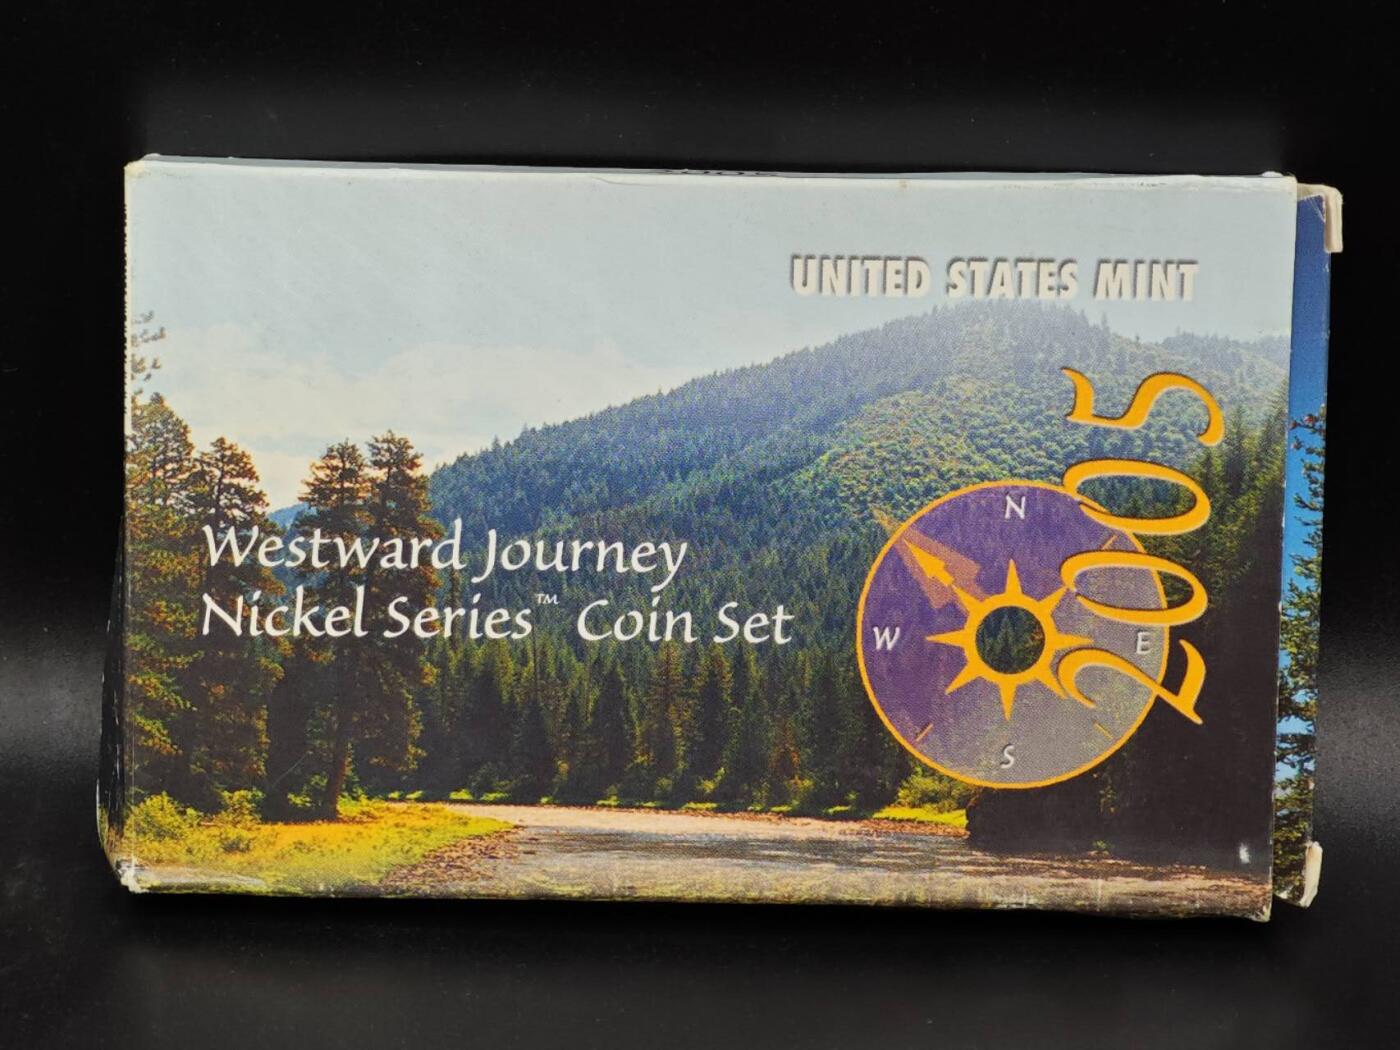 UNITED STATES MINT
2005
Westward Journey
Nickel Series™ Coin Set
N
W
E
S